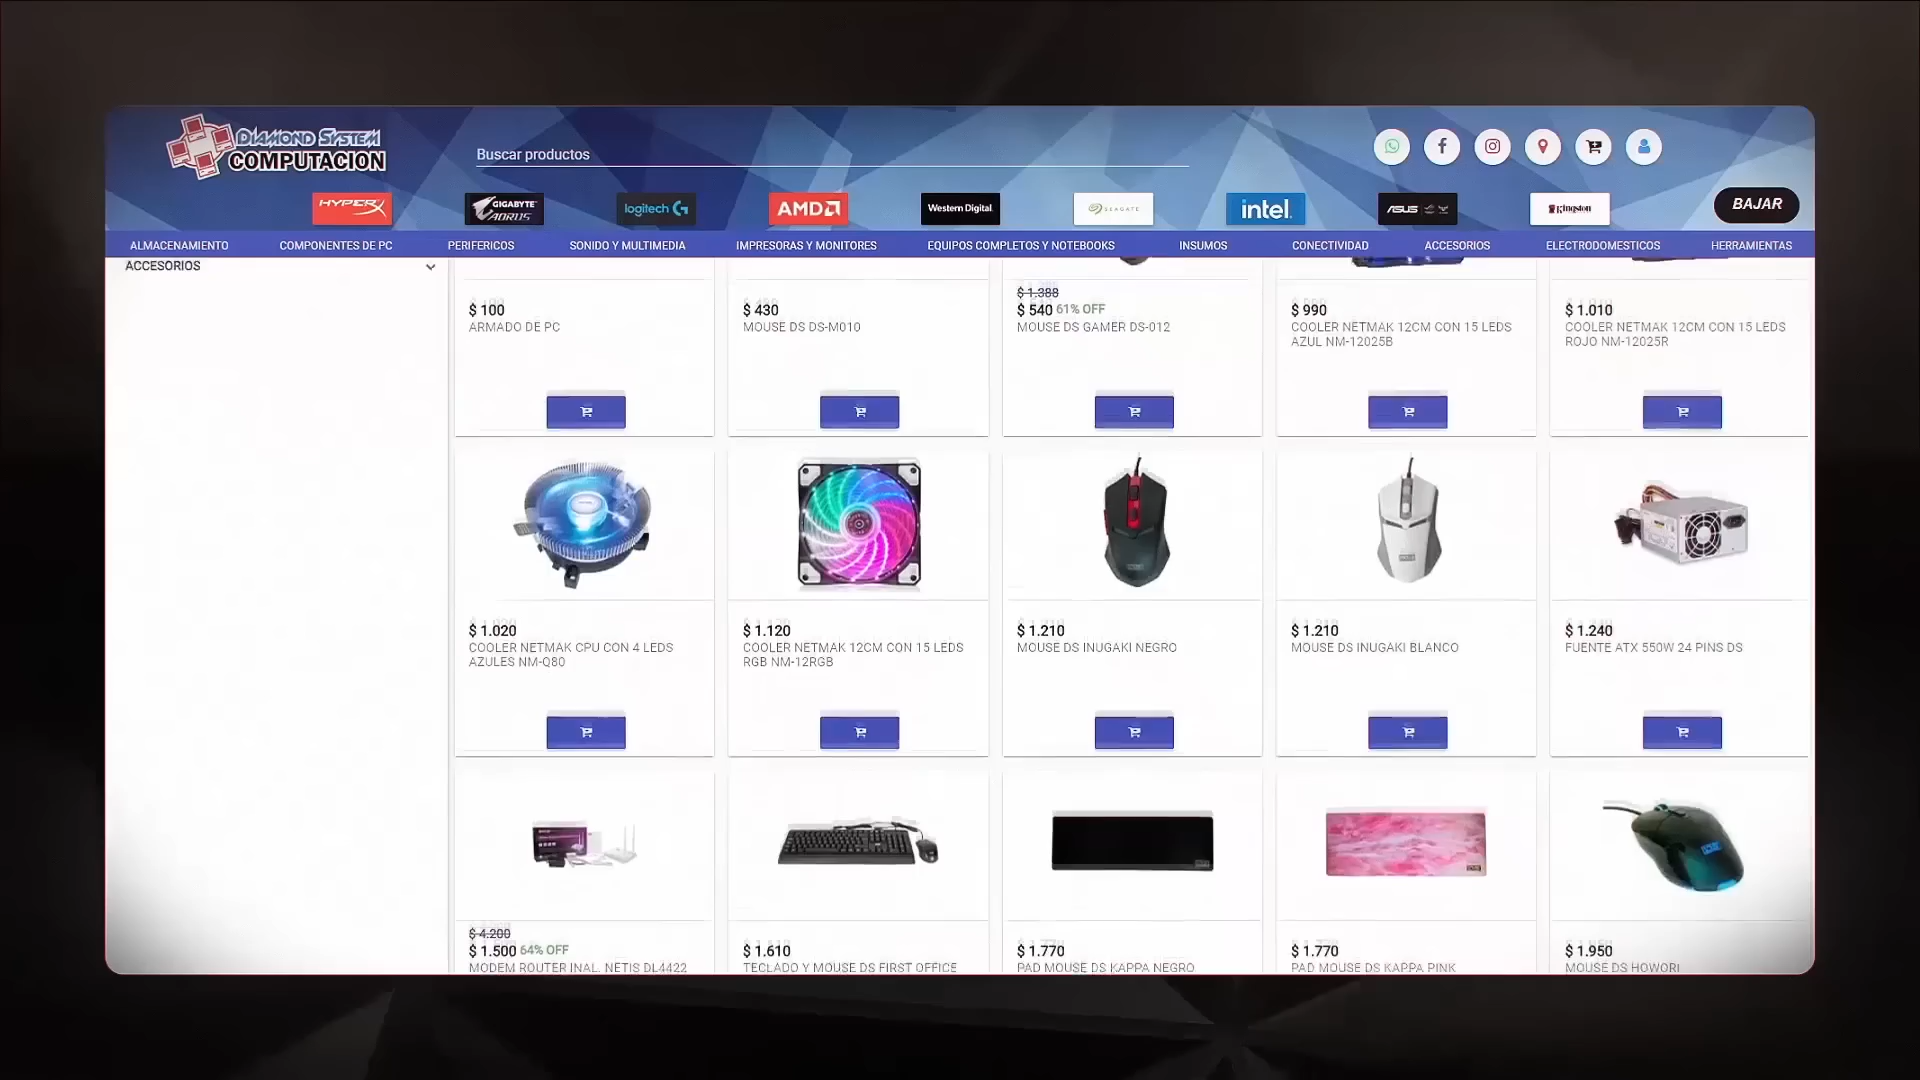 DIAMOND SYSTEM
COMPUTACION
Buscar productos
HYPERX
GIGABYTE
AORUS
logitech G
AMD
Western Digital
SEAGATE
intel
ASUS
Kingston
BAJAR
ALMACENAMIENTO COMPONENTES DE PC PERIFERICOS SONIDO Y MULTIMEDIA IMPRESORAS Y MONITORES EQUIPOS COMPLETOS Y NOTEBOOKS INSUMOS CONECTIVIDAD ACCESORIOS ELECTRODOMESTICOS HERRAMIENTAS
ACCESORIOS
$ 100
ARMADO DE PC
$ 430
MOUSE DS DS-M010
$ 1.388
$ 540 61% OFF
MOUSE DS GAMER DS-012
$ 990
COOLER NETMAK 12CM CON 15 LEDS
AZUL NM-12025B
$ 1.010
COOLER NETMAK 12CM CON 15 LEDS
ROJO NM-12025R
$ 1.020
COOLER NETMAK CPU CON 4 LEDS
AZULES NM-Q80
$ 1.120
COOLER NETMAK 12CM CON 15 LEDS
RGB NM-12RGB
$ 1.210
MOUSE DS INUGAKI NEGRO
$ 1.210
MOUSE DS INUGAKI BLANCO
$ 1.240
FUENTE ATX 550W 24 PINS DS
$ 4.200
$ 1.500 64% OFF
MODEM ROUTER INAL. NETIS DL4422
$ 1.610
TECLADO Y MOUSE DS FIRST OFFICE
$ 1.770
PAD MOUSE DS KAPPA NEGRO
$ 1.770
PAD MOUSE DS KAPPA PINK
$ 1.950
MOUSE DS HOWORI